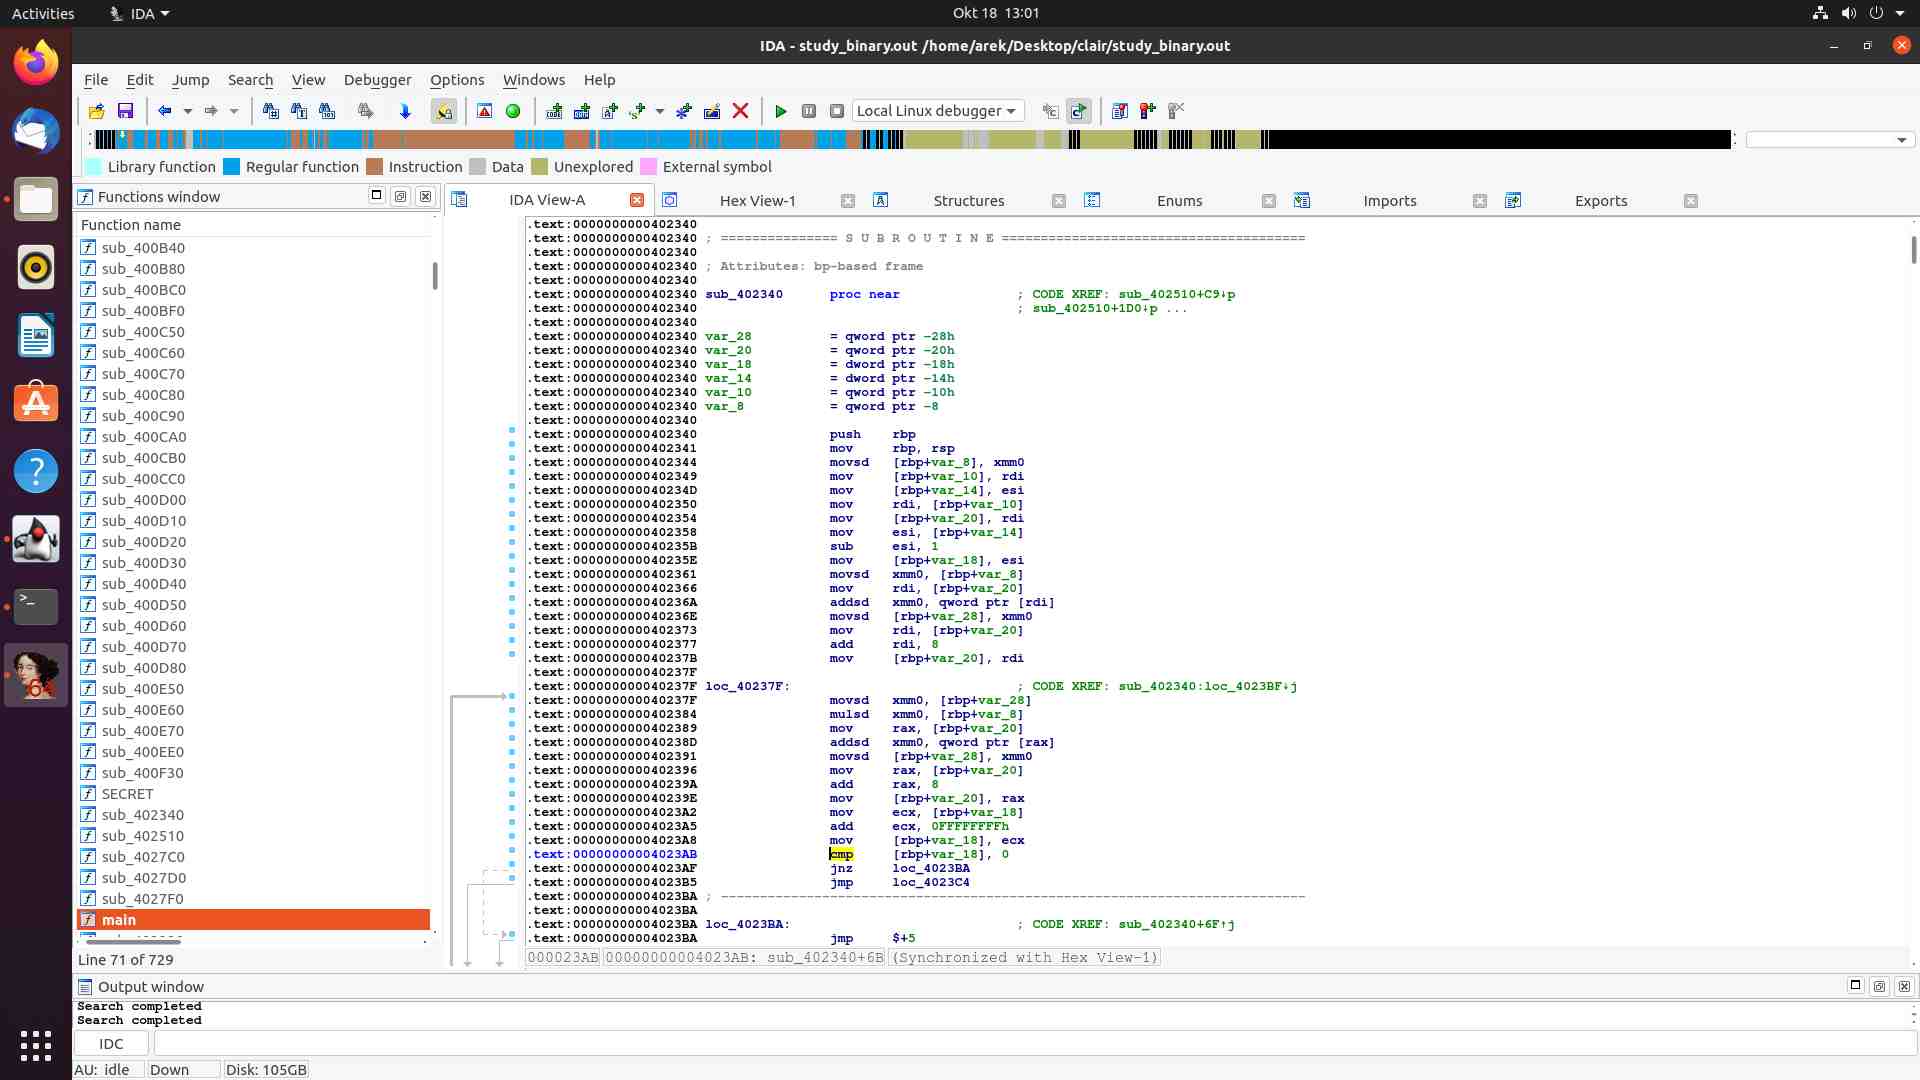 Activities IDA Okt 18 13:01
IDA - study_binary.out /home/arek/Desktop/clair/study_binary.out
File Edit Jump Search View Debugger Options Windows Help
Local Linux debugger
Library function Regular function Instruction Data Unexplored External symbol
Functions window
IDA View-A Hex View-1 Structures Enums Imports Exports
Function name
sub_400B40
sub_400B80
sub_400BC0
sub_400BF0
sub_400C50
sub_400C60
sub_400C70
sub_400C80
sub_400C90
sub_400CA0
sub_400CB0
sub_400CC0
sub_400D00
sub_400D10
sub_400D20
sub_400D30
sub_400D40
sub_400D50
sub_400D60
sub_400D70
sub_400D80
sub_400E50
sub_400E60
sub_400E70
sub_400EE0
sub_400F30
SECRET
sub_402340
sub_402510
sub_4027C0
sub_4027D0
sub_4027F0
main
Line 71 of 729
.text:0000000000402340
.text:0000000000402340 ; =============== S U B R O U T I N E =======================================
.text:0000000000402340
.text:0000000000402340 ; Attributes: bp-based frame
.text:0000000000402340
.text:0000000000402340 sub_402340 proc near ; CODE XREF: sub_402510+C9↓p
.text:0000000000402340 ; sub_402510+1D0↓p ...
.text:0000000000402340
.text:0000000000402340 var_28 = qword ptr -28h
.text:0000000000402340 var_20 = qword ptr -20h
.text:0000000000402340 var_18 = dword ptr -18h
.text:0000000000402340 var_14 = dword ptr -14h
.text:0000000000402340 var_10 = qword ptr -10h
.text:0000000000402340 var_8 = qword ptr -8
.text:0000000000402340
.text:0000000000402340 push rbp
.text:0000000000402341 mov rbp, rsp
.text:0000000000402344 movsd [rbp+var_8], xmm0
.text:0000000000402349 mov [rbp+var_10], rdi
.text:000000000040234D mov [rbp+var_14], esi
.text:0000000000402350 mov rdi, [rbp+var_10]
.text:0000000000402354 mov [rbp+var_20], rdi
.text:0000000000402358 mov esi, [rbp+var_14]
.text:000000000040235B sub esi, 1
.text:000000000040235E mov [rbp+var_18], esi
.text:0000000000402361 movsd xmm0, [rbp+var_8]
.text:0000000000402366 mov rdi, [rbp+var_20]
.text:000000000040236A addsd xmm0, qword ptr [rdi]
.text:000000000040236E movsd [rbp+var_28], xmm0
.text:0000000000402373 mov rdi, [rbp+var_20]
.text:0000000000402377 add rdi, 8
.text:000000000040237B mov [rbp+var_20], rdi
.text:000000000040237F
.text:000000000040237F loc_40237F: ; CODE XREF: sub_402340:loc_4023BF↓j
.text:000000000040237F movsd xmm0, [rbp+var_28]
.text:0000000000402384 mulsd xmm0, [rbp+var_8]
.text:0000000000402389 mov rax, [rbp+var_20]
.text:000000000040238D addsd xmm0, qword ptr [rax]
.text:0000000000402391 movsd [rbp+var_28], xmm0
.text:0000000000402396 mov rax, [rbp+var_20]
.text:000000000040239A add rax, 8
.text:000000000040239E mov [rbp+var_20], rax
.text:00000000004023A2 mov ecx, [rbp+var_18]
.text:00000000004023A5 add ecx, 0FFFFFFFFh
.text:00000000004023A8 mov [rbp+var_18], ecx
.text:00000000004023AB cmp [rbp+var_18], 0
.text:00000000004023AF jnz loc_4023BA
.text:00000000004023B5 jmp loc_4023C4
.text:00000000004023BA ; ---------------------------------------------------------------------------
.text:00000000004023BA
.text:00000000004023BA loc_4023BA: ; CODE XREF: sub_402340+6F↑j
.text:00000000004023BA jmp $+5
000023AB 00000000004023AB: sub_402340+6B (Synchronized with Hex View-1)
Output window
Search completed
Search completed
IDC
AU: idle Down Disk: 105GB